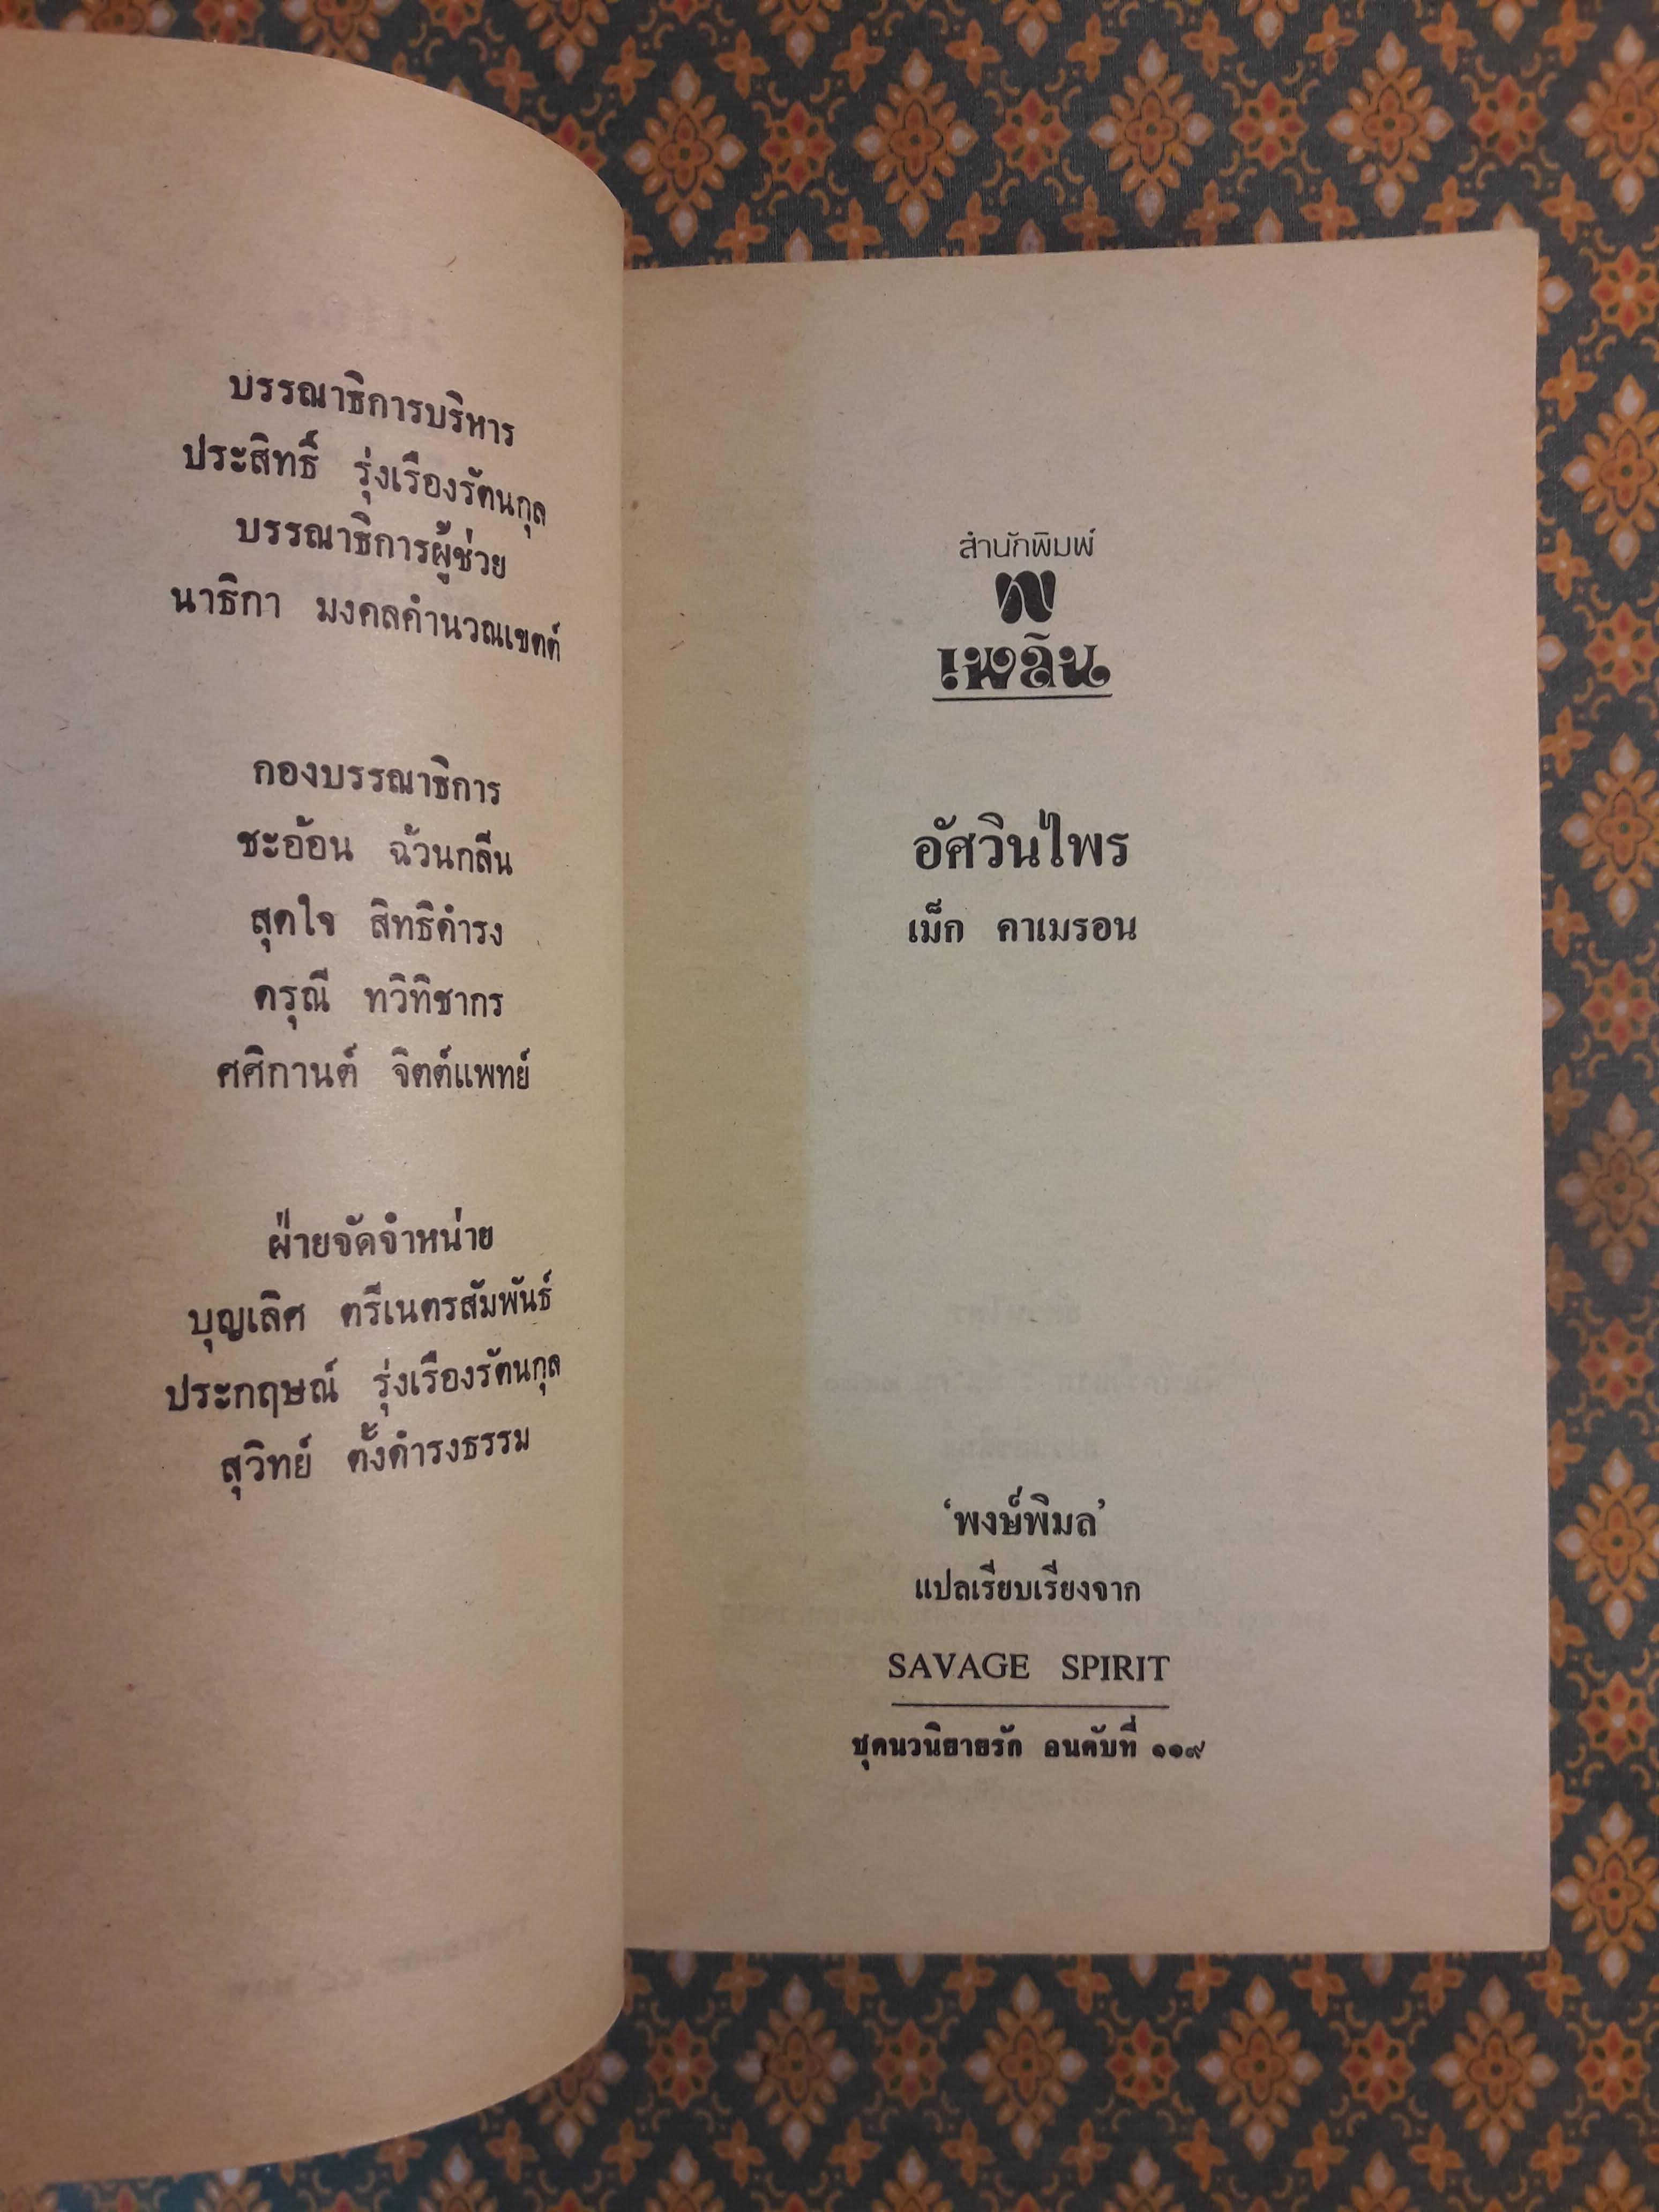 บรรณาธิการบริหาร
ประสิทธิ์ รุ่งเรืองรัตนกุล
บรรณาธิการผู้ช่วย
นาธิกา มงคลคำนวณเขตต์
กองบรรณาธิการ
ชะอ้อน ฉ้วนกลีน
สุดใจ สิทธิดำรง
ดรุณี ทวิทิชากร
ศศิกานต์ จิตต์แพทย์
ฝ่ายจัดจำหน่าย
บุญเลิศ ตรีเนตรสัมพันธ์
ประกฤษณ์ รุ่งเรืองรัตนกุล
สุวิทย์ ตั้งดำรงธรรม
สำนักพิมพ์
เพลิน
อัศวินไพร
เม็ก คาเมรอน
‘พงษ์พิมล’
แปลเรียบเรียงจาก
SAVAGE SPIRIT
ชุดนวนิยายรัก อนดับที่ ๑๑๙